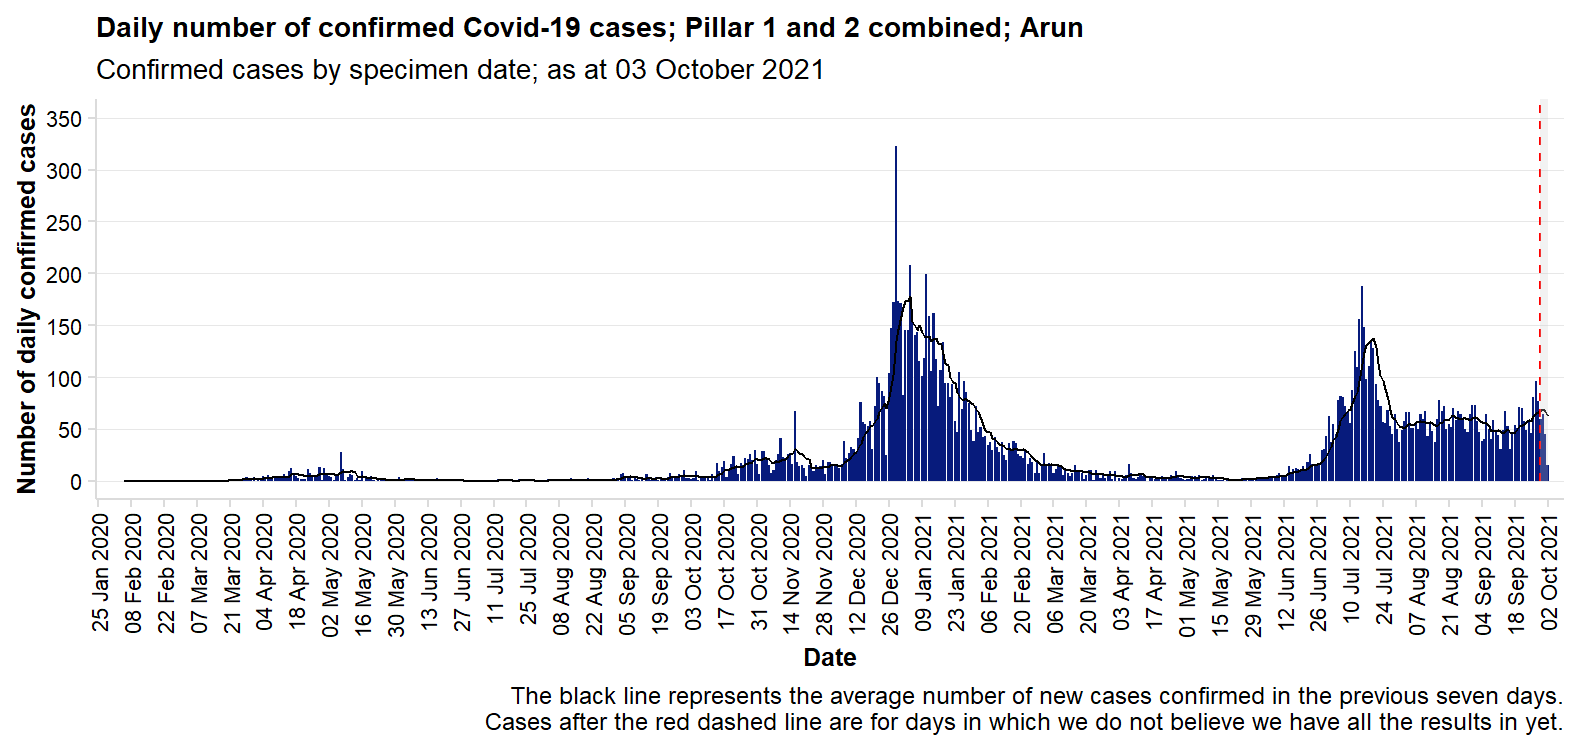 Daily number of confirmed Covid-19 cases; Pillar 1 and 2 combined; Arun
Confirmed cases by specimen date; as at 03 October 2021
Number of daily confirmed cases
350
300
250
200
150
100
50
0
25 Jan 2020
08 Feb 2020
22 Feb 2020
07 Mar 2020
21 Mar 2020
04 Apr 2020
18 Apr 2020
02 May 2020
16 May 2020
30 May 2020
13 Jun 2020
27 Jun 2020
11 Jul 2020
25 Jul 2020
08 Aug 2020
22 Aug 2020
05 Sep 2020
19 Sep 2020
03 Oct 2020
17 Oct 2020
31 Oct 2020
14 Nov 2020
28 Nov 2020
12 Dec 2020
26 Dec 2020
09 Jan 2021
23 Jan 2021
06 Feb 2021
20 Feb 2021
06 Mar 2021
20 Mar 2021
03 Apr 2021
17 Apr 2021
01 May 2021
15 May 2021
29 May 2021
12 Jun 2021
26 Jun 2021
10 Jul 2021
24 Jul 2021
07 Aug 2021
21 Aug 2021
04 Sep 2021
18 Sep 2021
02 Oct 2021
Date
The black line represents the average number of new cases confirmed in the previous seven days.
Cases after the red dashed line are for days in which we do not believe we have all the results in yet.